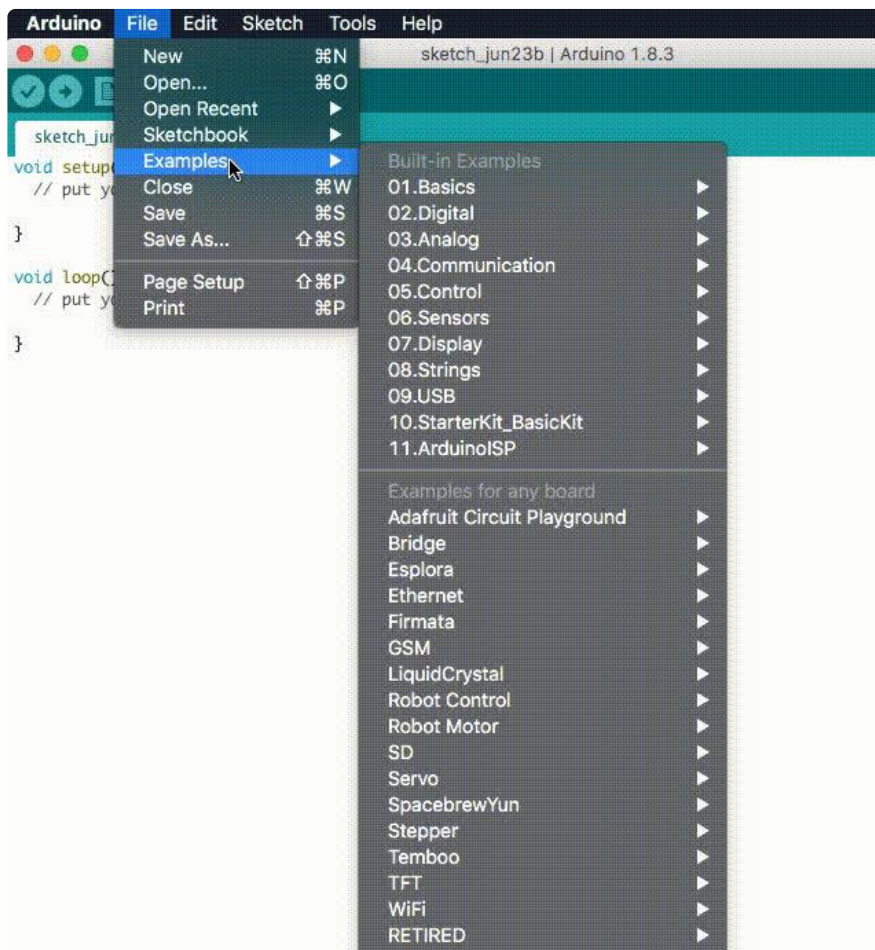 Arduino File Edit Sketch Tools Help
sketch_jun23b | Arduino 1.8.3
New ⌘N
Open... ⌘O
Open Recent ▶
Sketchbook ▶
Examples ▶
Close ⌘W
Save ⌘S
Save As... ⇧⌘S
Page Setup ⇧⌘P
Print ⌘P
sketch_jun
void setup(
// put yo
}
void loop()
// put yo
}
Built-in Examples
01.Basics ▶
02.Digital ▶
03.Analog ▶
04.Communication ▶
05.Control ▶
06.Sensors ▶
07.Display ▶
08.Strings ▶
09.USB ▶
10.StarterKit_BasicKit ▶
11.ArduinoISP ▶
Examples for any board
Adafruit Circuit Playground ▶
Bridge ▶
Esplora ▶
Ethernet ▶
Firmata ▶
GSM ▶
LiquidCrystal ▶
Robot Control ▶
Robot Motor ▶
SD ▶
Servo ▶
SpacebrewYun ▶
Stepper ▶
Temboo ▶
TFT ▶
WiFi ▶
RETIRED ▶